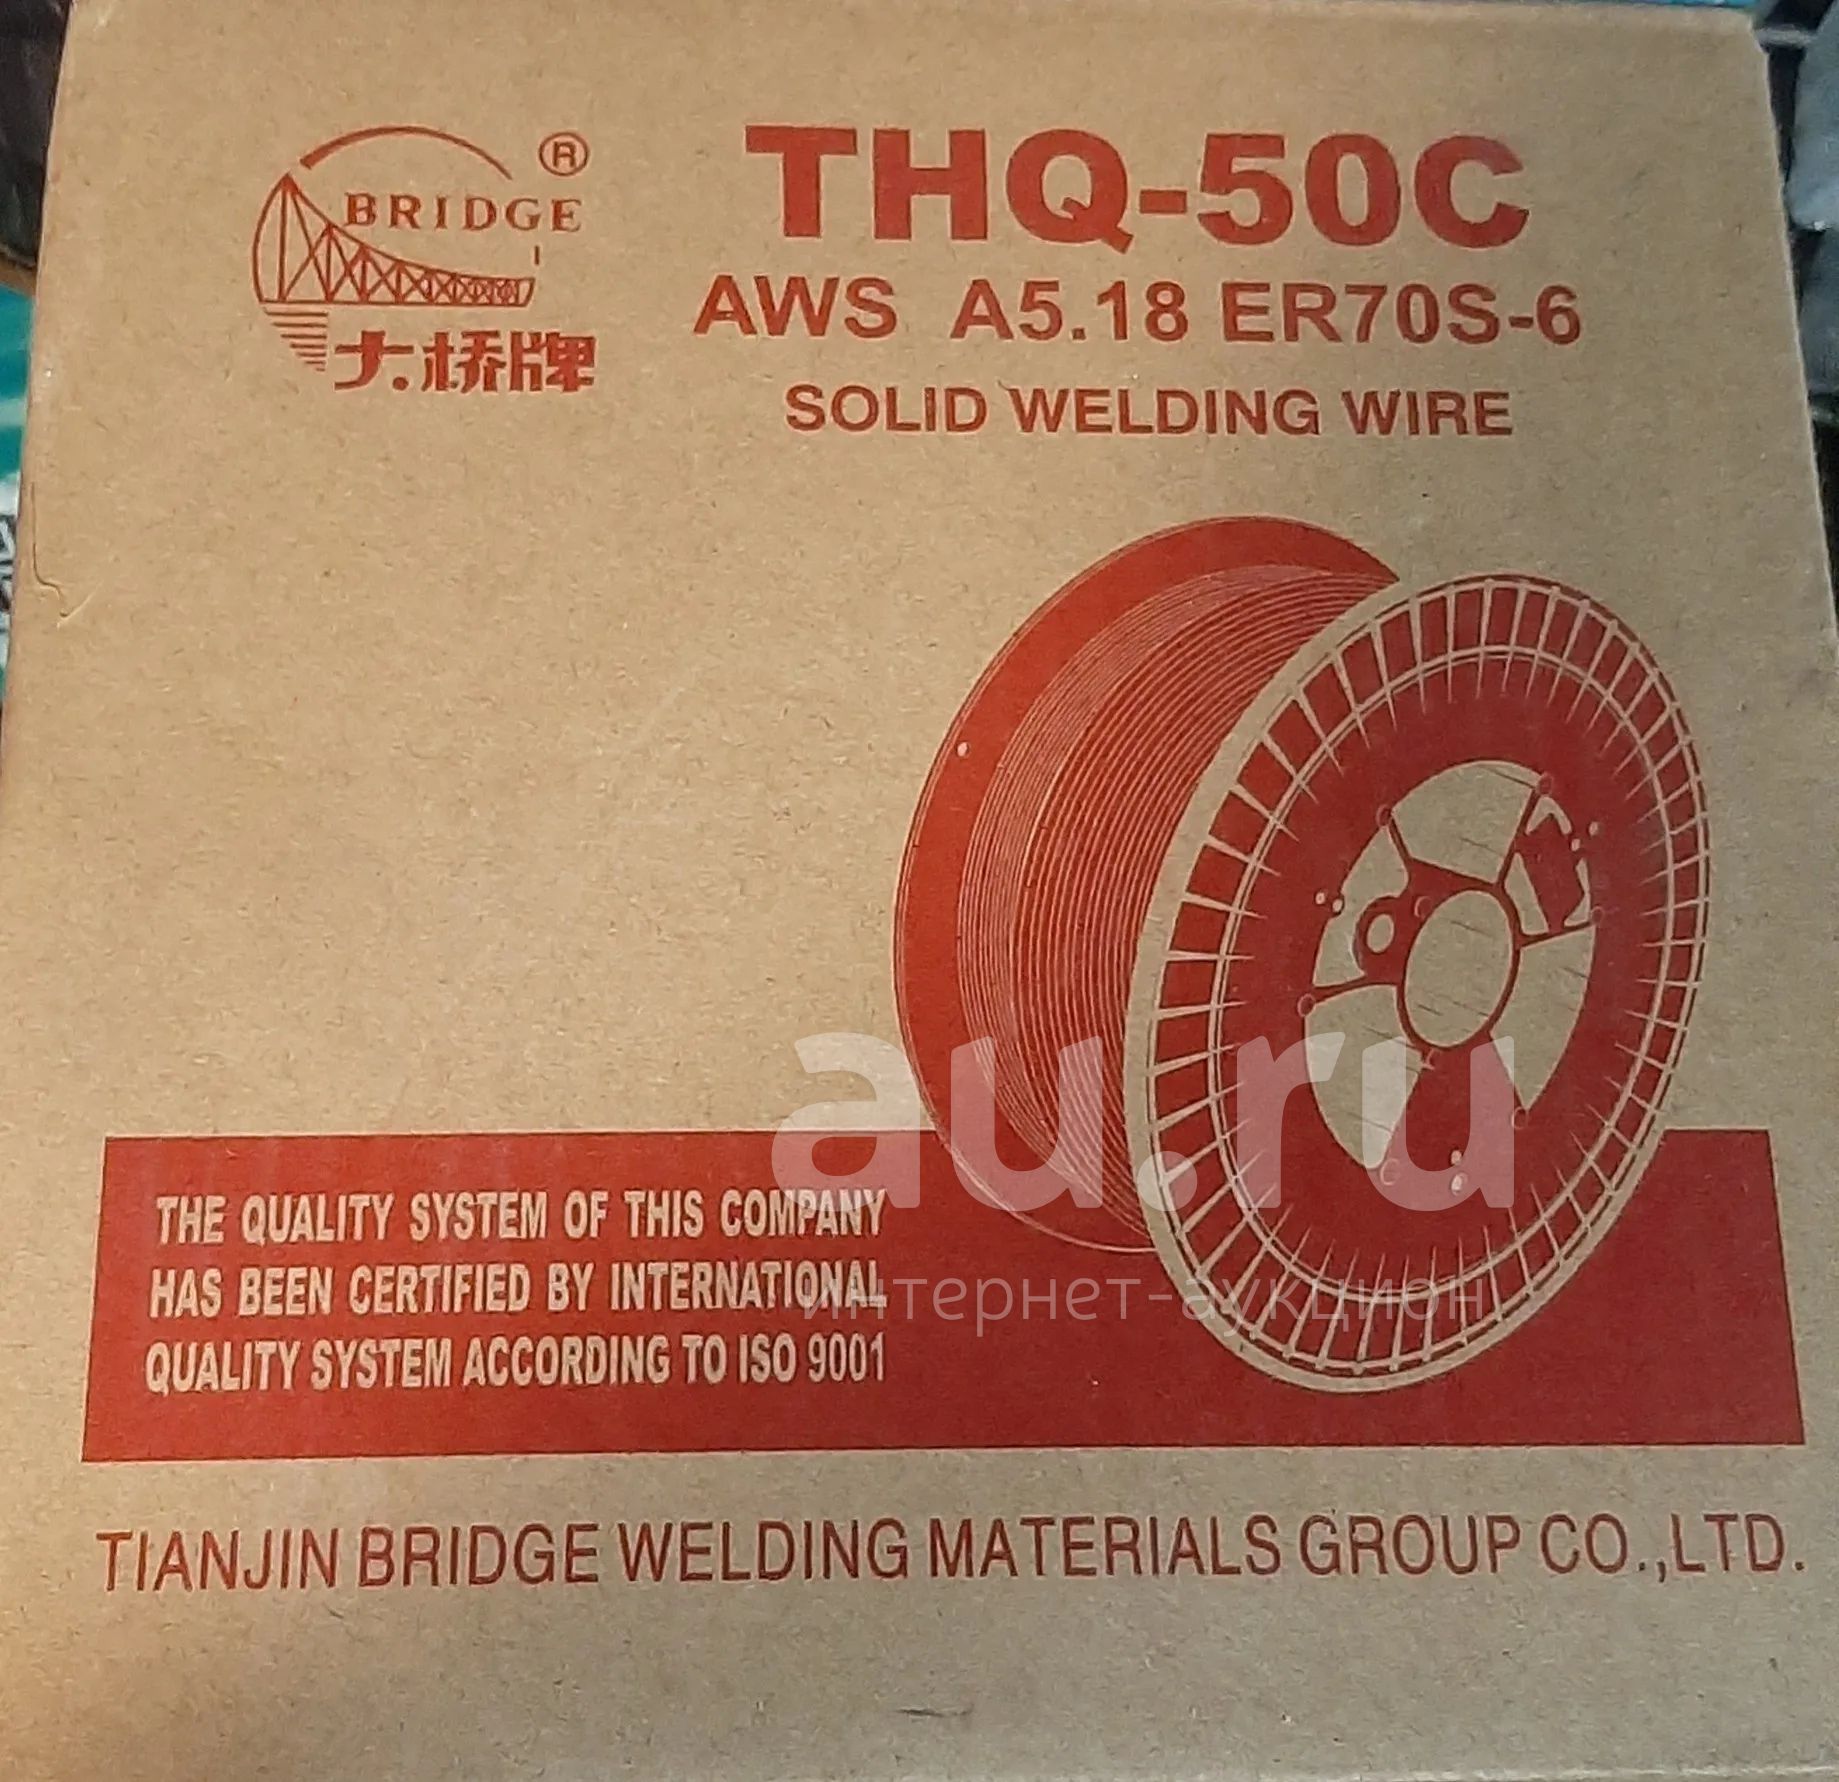 BRIDGE ®
大桥牌
THQ-50C
AWS A5.18 ER70S-6
SOLID WELDING WIRE
THE QUALITY SYSTEM OF THIS COMPANY
HAS BEEN CERTIFIED BY INTERNATIONAL
QUALITY SYSTEM ACCORDING TO ISO 9001
au.ru
интернет-аукцион
TIANJIN BRIDGE WELDING MATERIALS GROUP CO.,LTD.